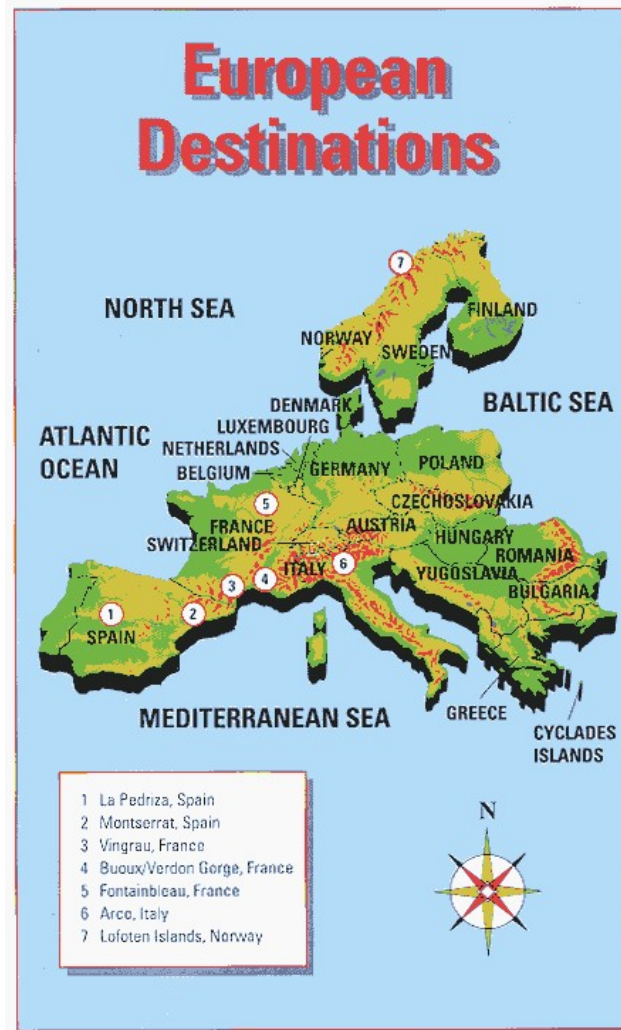 European
Destinations
NORTH SEA
NORWAY
FINLAND
SWEDEN
BALTIC SEA
ATLANTIC
OCEAN
DENMARK
LUXEMBOURG
NETHERLANDS
BELGIUM
GERMANY
POLAND
CZECHOSLOVAKIA
FRANCE
AUSTRIA
SWITZERLAND
HUNGARY
ITALY
ROMANIA
YUGOSLAVIA
BULGARIA
SPAIN
MEDITERRANEAN SEA
GREECE
CYCLADES
ISLANDS
7
5
6
4
3
2
1
1 La Pedriza, Spain
2 Montserrat, Spain
3 Vingrau, France
4 Buoux/Verdon Gorge, France
5 Fontainbleau, France
6 Arco, Italy
7 Lofoten Islands, Norway
N